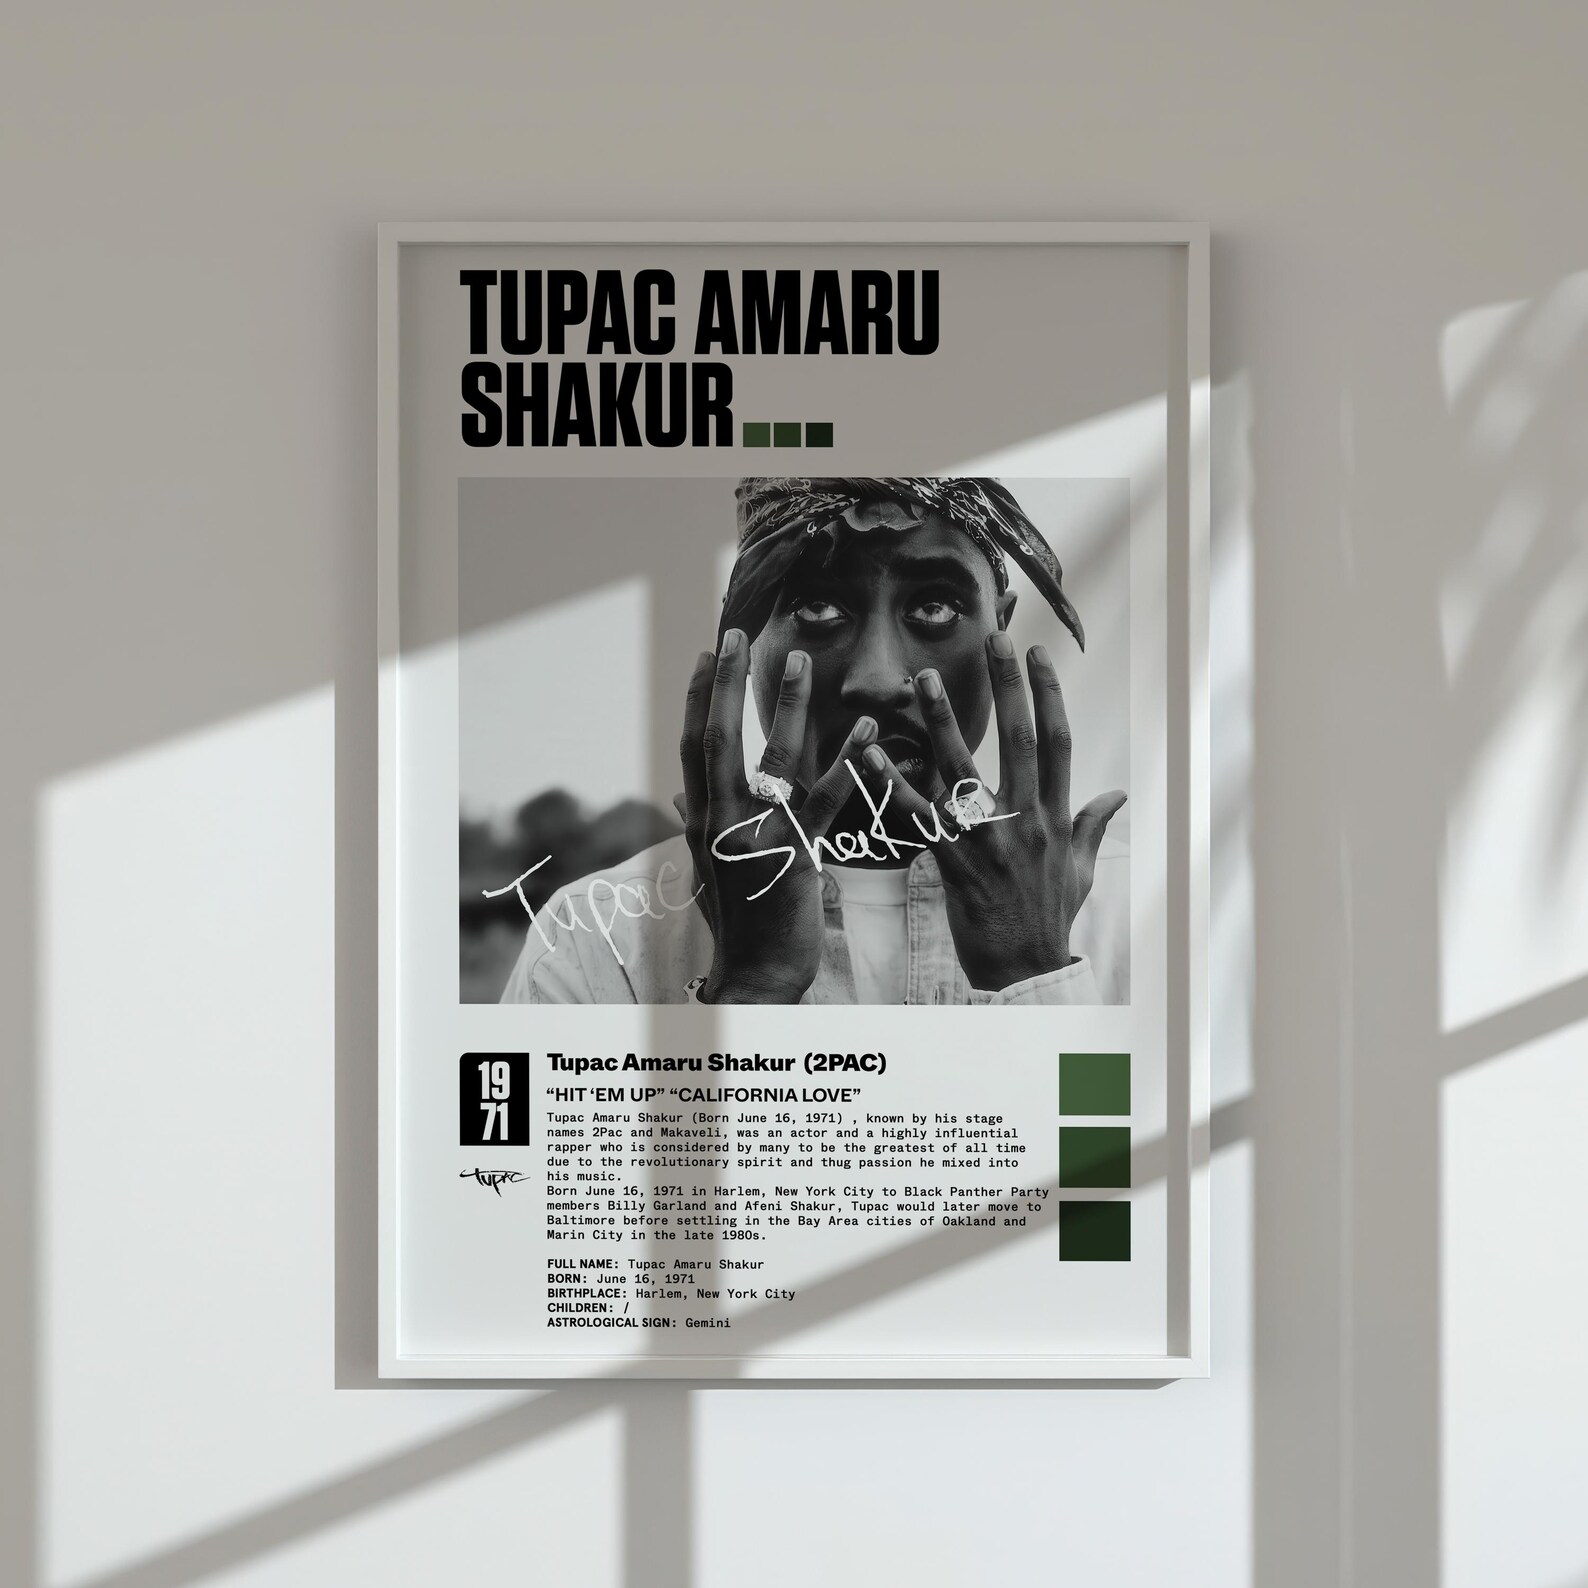 TUPAC AMARU
SHAKUR
Tupac Shakur
19
71
Tupac Amaru Shakur (2PAC)
“HIT ‘EM UP” “CALIFORNIA LOVE”
Tupac Amaru Shakur (Born June 16, 1971) , known by his stage
names 2Pac and Makaveli, was an actor and a highly influential
rapper who is considered by many to be the greatest of all time
due to the revolutionary spirit and thug passion he mixed into
his music.
Born June 16, 1971 in Harlem, New York City to Black Panther Party
members Billy Garland and Afeni Shakur, Tupac would later move to
Baltimore before settling in the Bay Area cities of Oakland and
Marin City in the late 1980s.
tupac
FULL NAME: Tupac Amaru Shakur
BORN: June 16, 1971
BIRTHPLACE: Harlem, New York City
CHILDREN: /
ASTROLOGICAL SIGN: Gemini